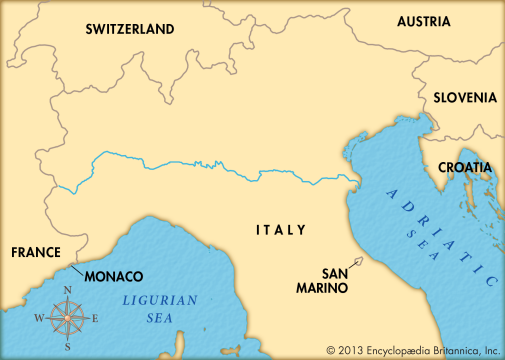 SWITZERLAND
AUSTRIA
SLOVENIA
CROATIA
ADRIATIC
SEA
ITALY
FRANCE
MONACO
SAN
MARINO
LIGURIAN
SEA
N
W E
S
© 2013 Encyclopædia Britannica, Inc.